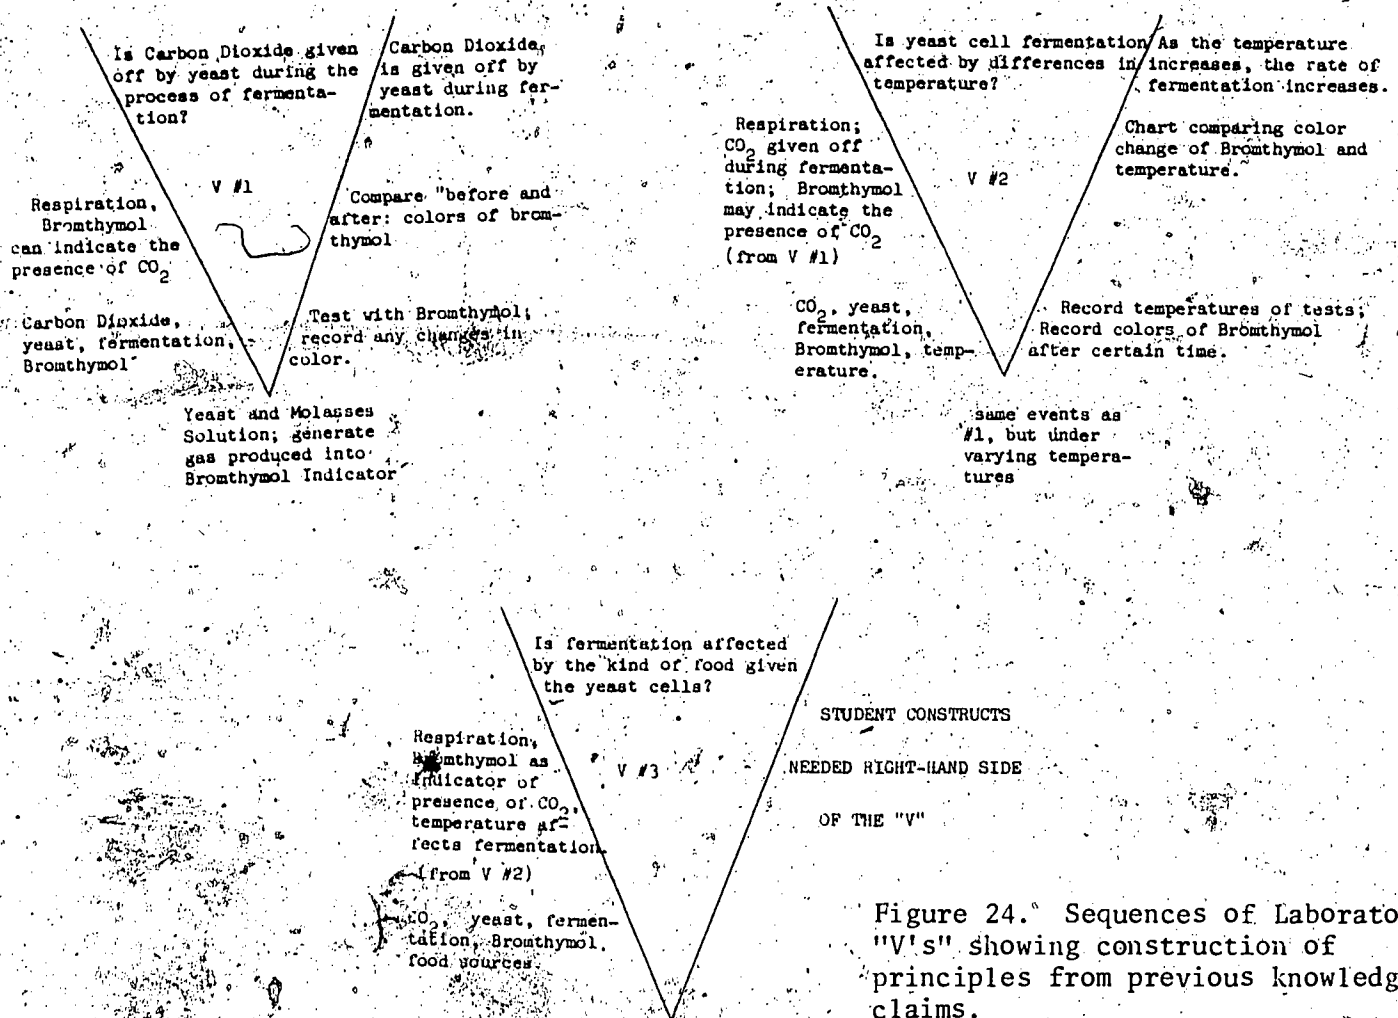 Is Carbon Dioxide given
off by yeast during the
process of fermenta-
tion?
Carbon Dioxide,
is given off by
yeast during fer-
mentation.
V #1
Respiration,
Bromthymol
can indicate the
presence of CO2
Compare "before and
after: colors of brom-
thymol
Carbon Dioxide,
yeast, fermentation,
Bromthymol
Test with Bromthymol;
record any changes in
color.
Yeast and Molasses
Solution; generate
gas produced into
Bromthymol Indicator
Is yeast cell fermentation
affected by differences in
temperature?
As the temperature
increases, the rate of
fermentation increases.
Respiration;
CO2 given off
during fermenta-
tion; Bromthymol
may indicate the
presence of CO2
(from V #1)
V #2
Chart comparing color
change of Bromthymol and
temperature.
CO2, yeast,
fermentation,
Bromthymol, temp-
erature.
Record temperatures of tests;
Record colors of Bromthymol
after certain time.
same events as
#1, but under
varying tempera-
tures
Is fermentation affected
by the kind of food given
the yeast cells?
Respiration,
Bromthymol as
indicator of
presence of CO2,
temperature af-
fects fermentation.
(from V #2)
V #3
STUDENT CONSTRUCTS
NEEDED RIGHT-HAND SIDE
OF THE "V"
CO2, yeast, fermen-
tation, Bromthymol,
food sources.
Figure 24. Sequences of Laborato
"V's" showing construction of
principles from previous knowledg
claims.